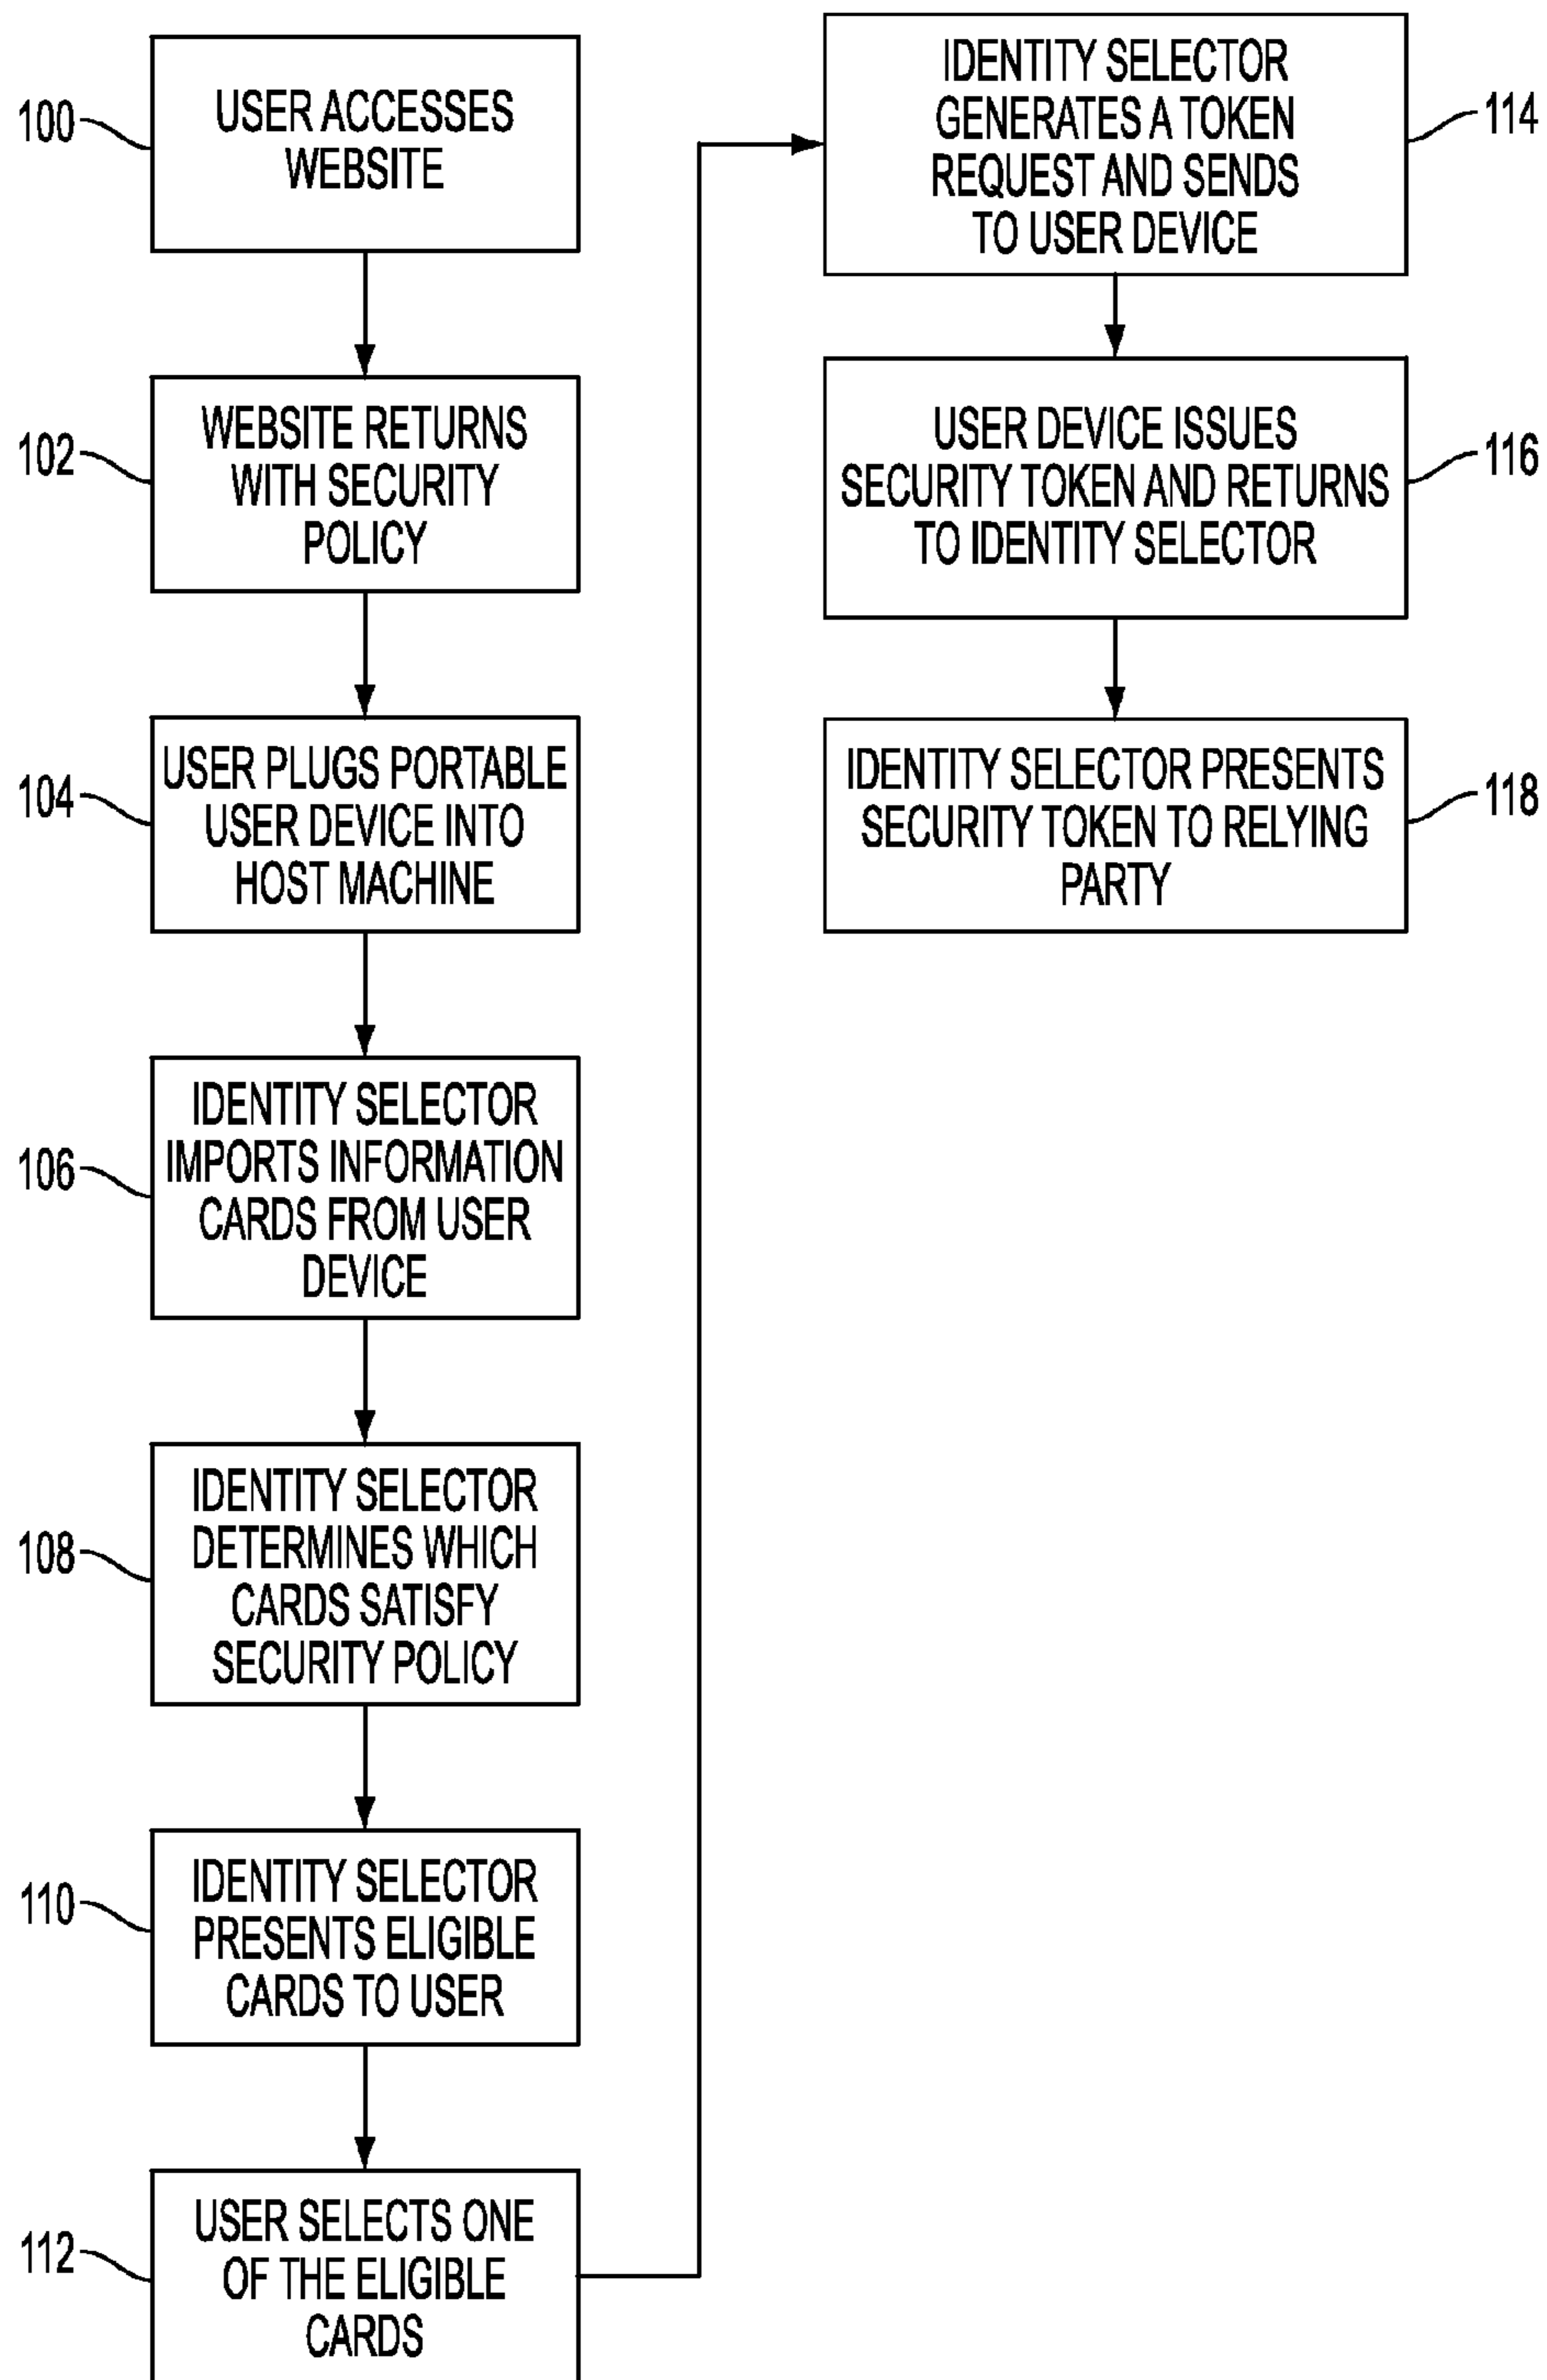 100
USER ACCESSES
WEBSITE
102
WEBSITE RETURNS
WITH SECURITY
POLICY
104
USER PLUGS PORTABLE
USER DEVICE INTO
HOST MACHINE
106
IDENTITY SELECTOR
IMPORTS INFORMATION
CARDS FROM USER
DEVICE
108
IDENTITY SELECTOR
DETERMINES WHICH
CARDS SATISFY
SECURITY POLICY
110
IDENTITY SELECTOR
PRESENTS ELIGIBLE
CARDS TO USER
112
USER SELECTS ONE
OF THE ELIGIBLE
CARDS
IDENTITY SELECTOR
GENERATES A TOKEN
REQUEST AND SENDS
TO USER DEVICE
114
USER DEVICE ISSUES
SECURITY TOKEN AND RETURNS
TO IDENTITY SELECTOR
116
IDENTITY SELECTOR PRESENTS
SECURITY TOKEN TO RELYING
PARTY
118